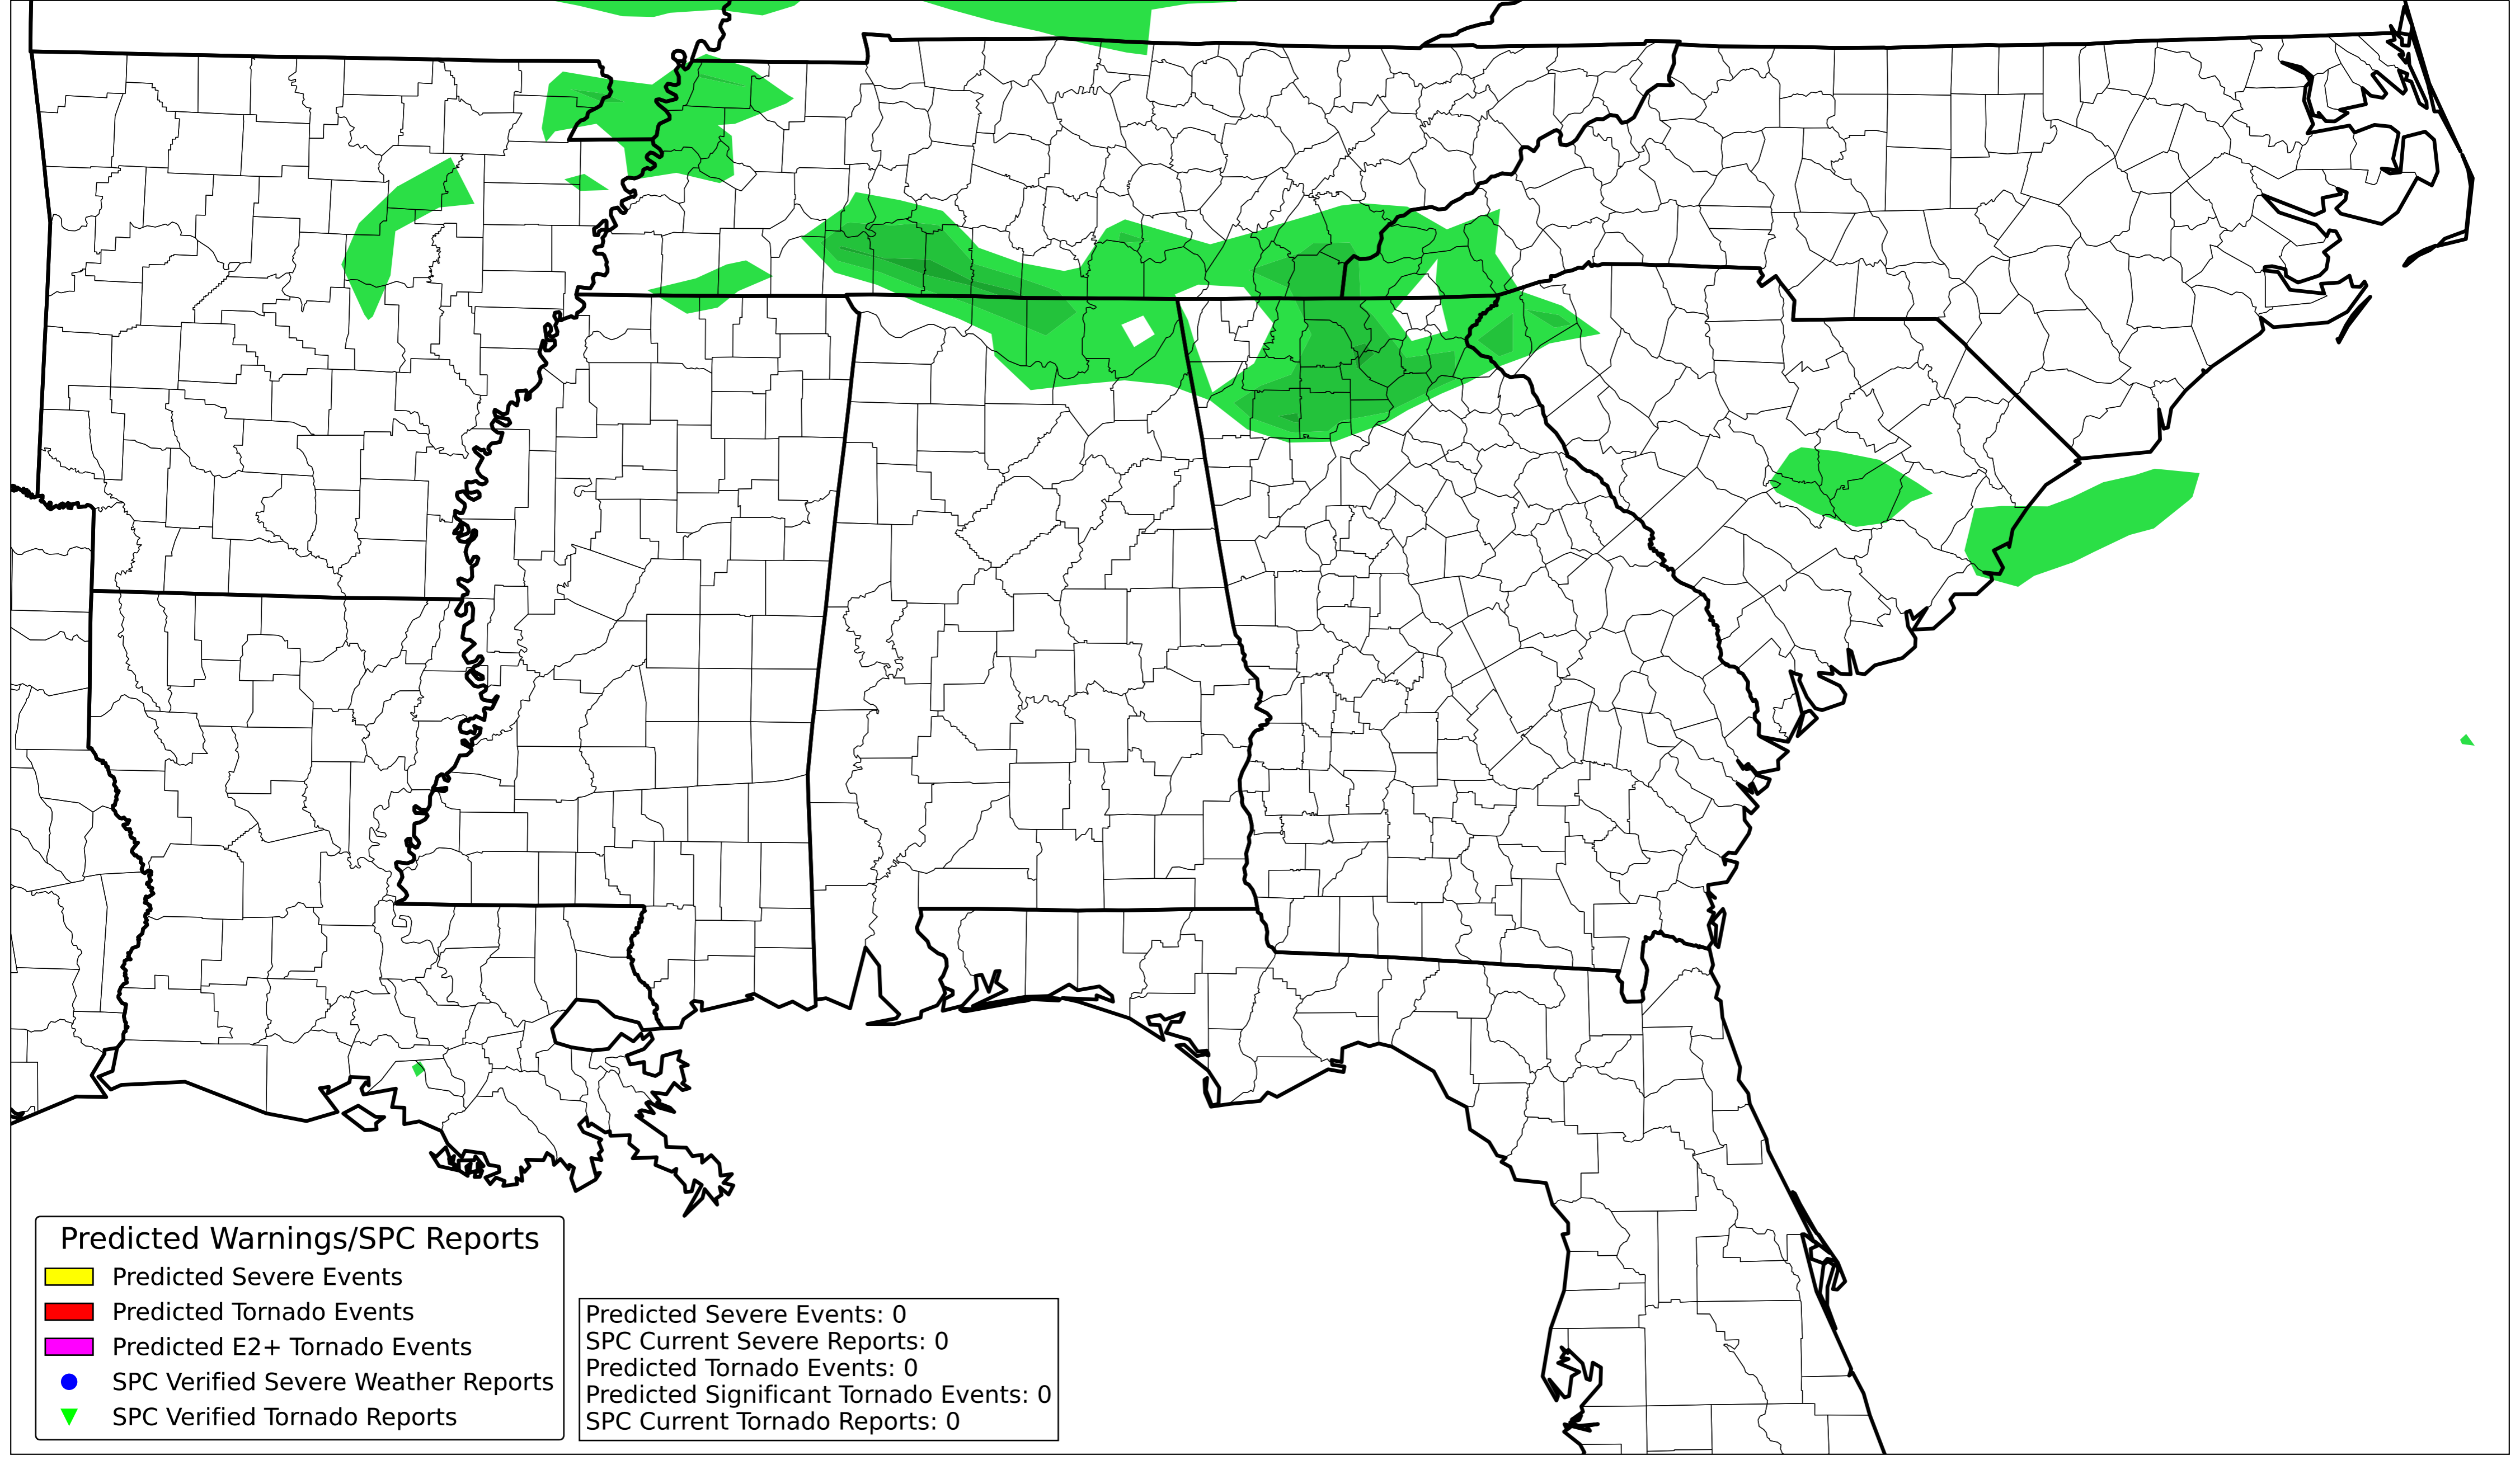 Predicted Warnings/SPC Reports
Predicted Severe Events
Predicted Tornado Events
Predicted E2+ Tornado Events
SPC Verified Severe Weather Reports
SPC Verified Tornado Reports
Predicted Severe Events: 0
SPC Current Severe Reports: 0
Predicted Tornado Events: 0
Predicted Significant Tornado Events: 0
SPC Current Tornado Reports: 0